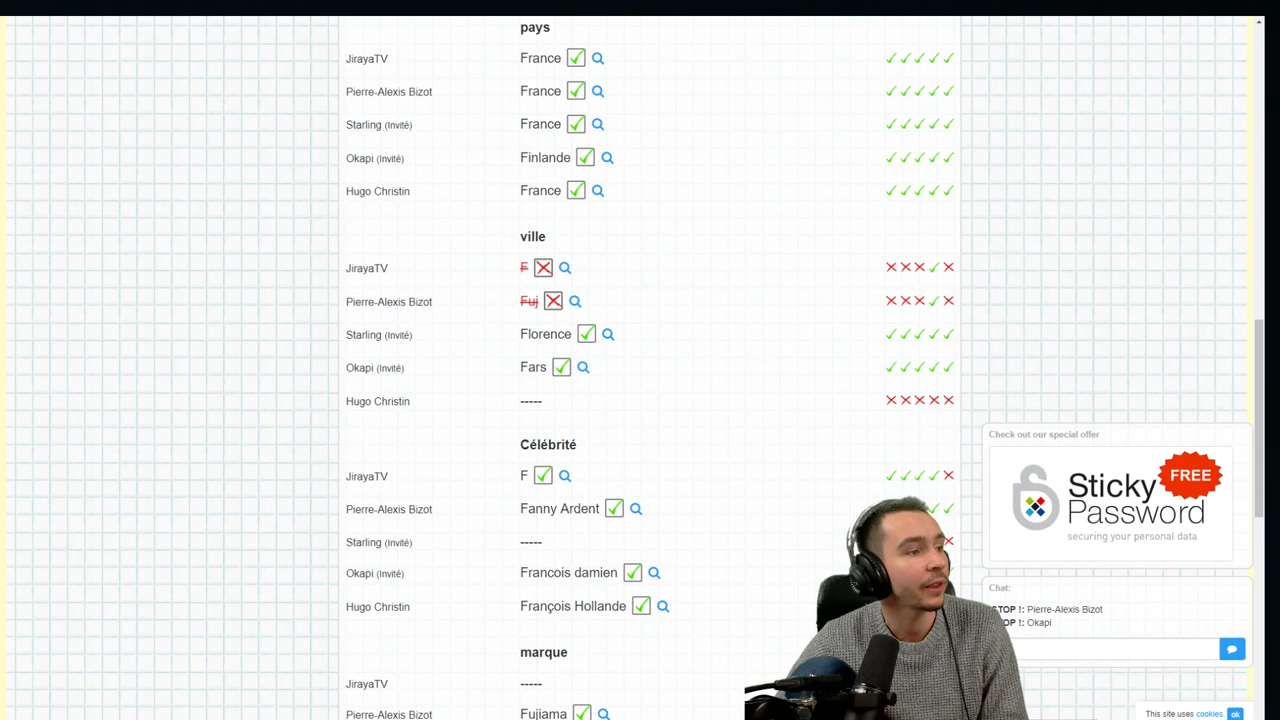 pays
JirayaTV France
Pierre-Alexis Bizot France
Starling (Invité) France
Okapi (Invité) Finlande
Hugo Christin France
ville
JirayaTV F
Pierre-Alexis Bizot Fuj
Starling (Invité) Florence
Okapi (Invité) Fars
Hugo Christin -----
Célébrité
JirayaTV F
Pierre-Alexis Bizot Fanny Ardent
Starling (Invité) -----
Okapi (Invité) Francois damien
Hugo Christin François Hollande
marque
JirayaTV -----
Pierre-Alexis Bizot Fujiama
Check out our special offer
FREE
Sticky
Password
securing your personal data
Chat:
!: Pierre-Alexis Bizot
!: Okapi
This site uses cookies. ok